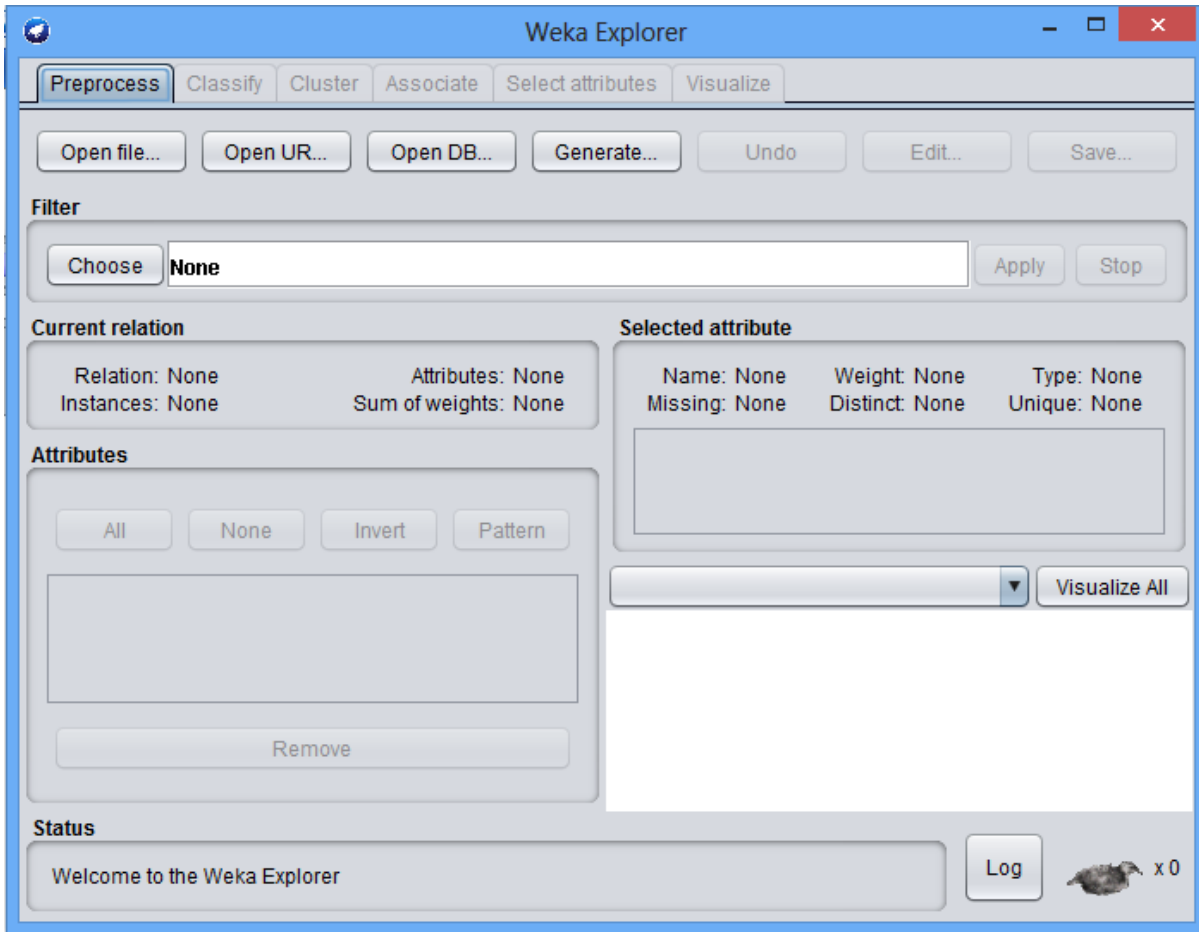 Weka Explorer
Preprocess Classify Cluster Associate Select attributes Visualize
Open file... Open UR... Open DB... Generate... Undo Edit... Save...
Filter
Choose None Apply Stop
Current relation
Relation: None Attributes: None
Instances: None Sum of weights: None
Selected attribute
Name: None Weight: None Type: None
Missing: None Distinct: None Unique: None
Attributes
All None Invert Pattern
Remove
Visualize All
Status
Welcome to the Weka Explorer
Log x 0